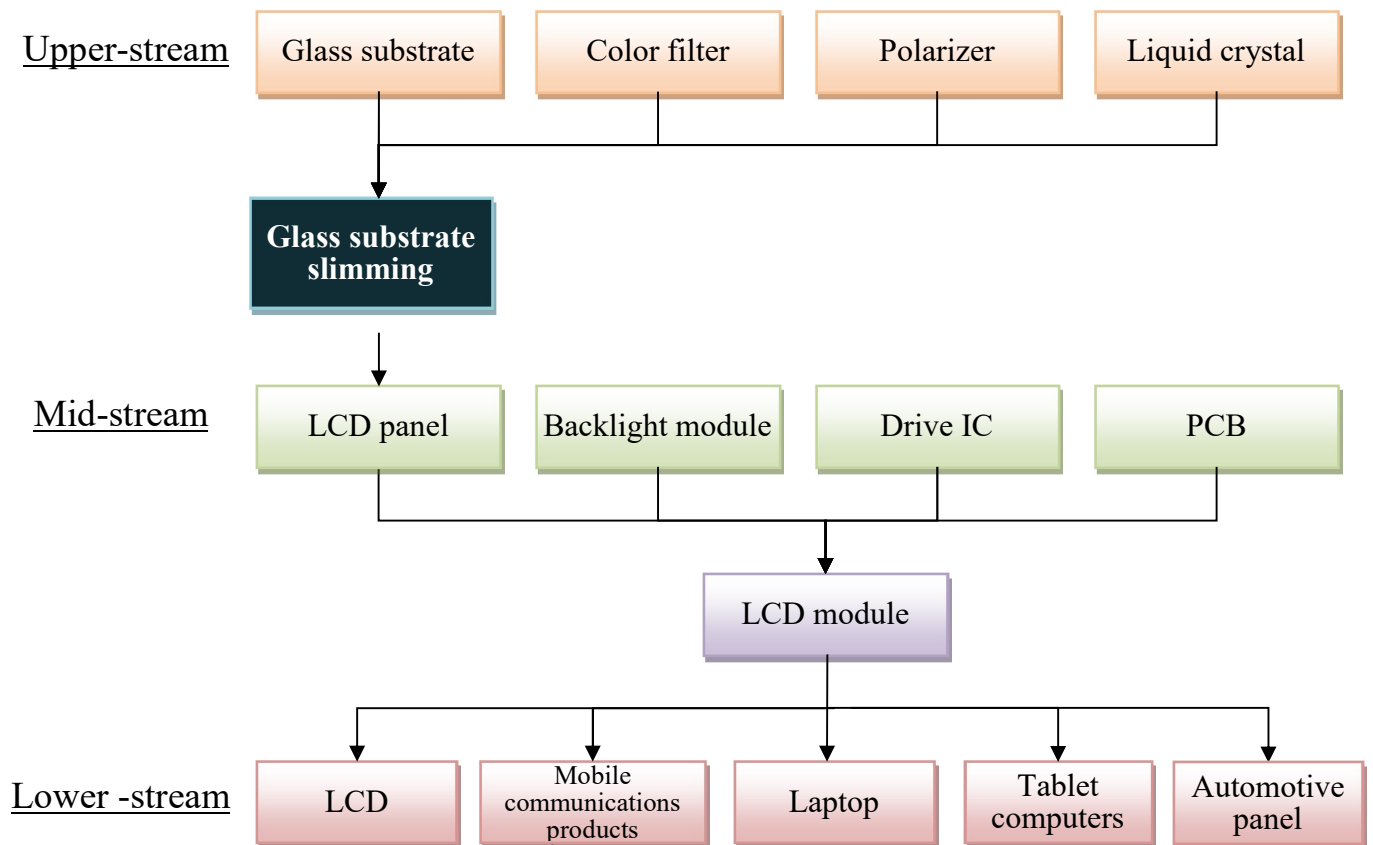 Upper-stream
Glass substrate
Color filter
Polarizer
Liquid crystal
Glass substrate
slimming
Mid-stream
LCD panel
Backlight module
Drive IC
PCB
LCD module
Lower -stream
LCD
Mobile
communications
products
Laptop
Tablet
computers
Automotive
panel